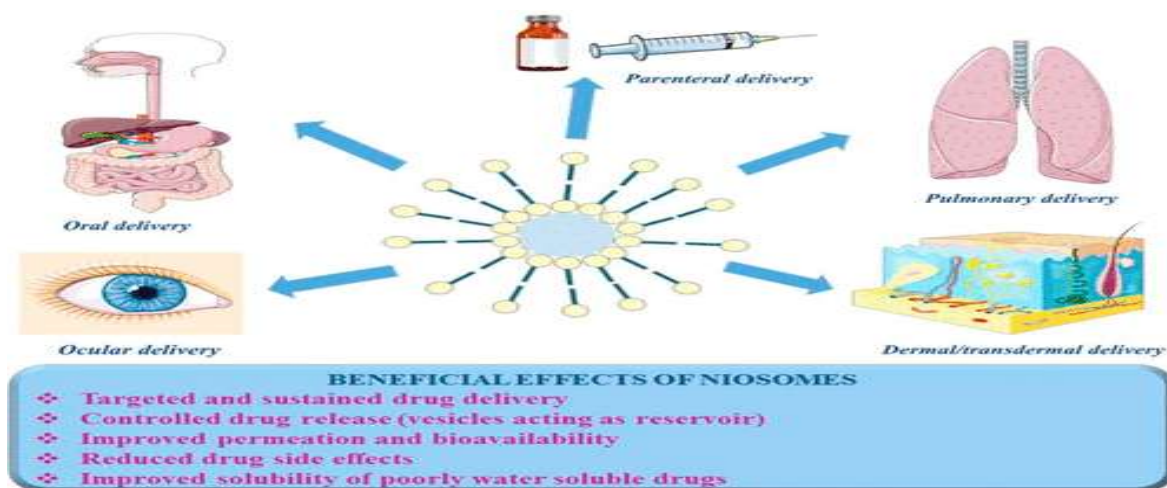 Parenteral delivery
Oral delivery
Pulmonary delivery
Ocular delivery
Dermal/transdermal delivery
BENEFICIAL EFFECTS OF NIOSOMES
❖ Targeted and sustained drug delivery
❖ Controlled drug release (vesicles acting as reservoir)
❖ Improved permeation and bioavailability
❖ Reduced drug side effects
❖ Improved solubility of poorly water soluble drugs